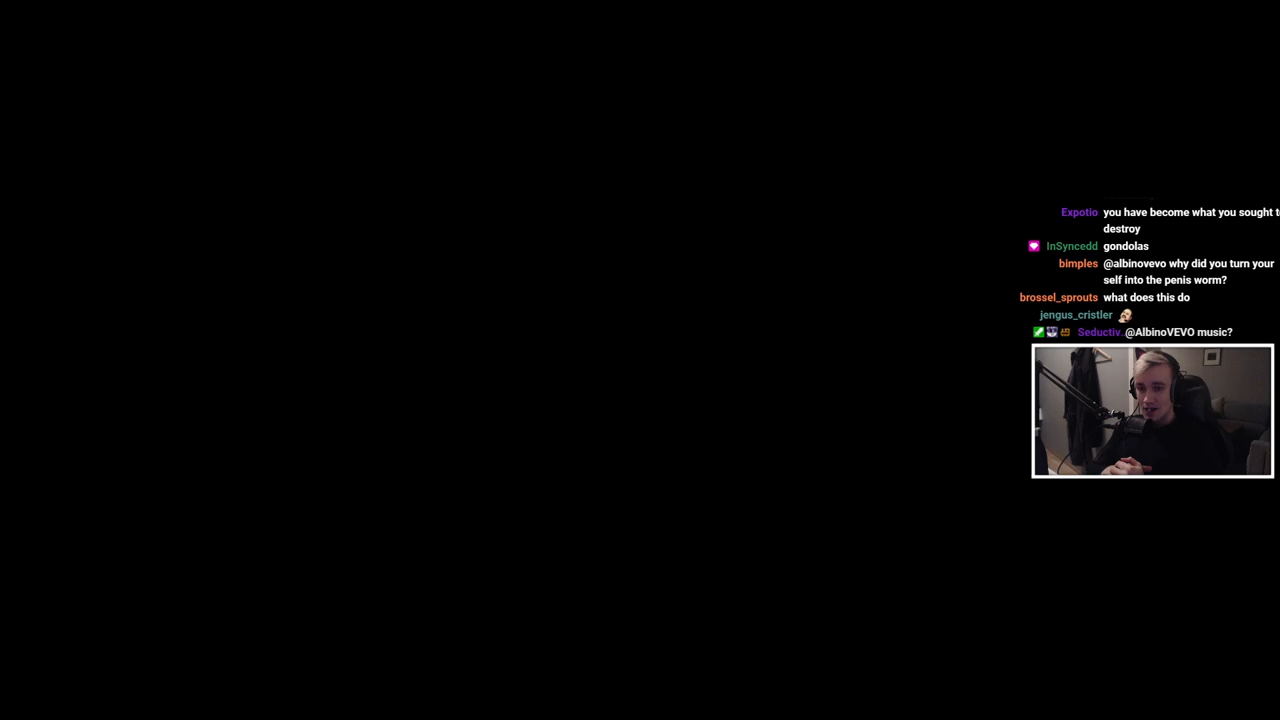 Expotio you have become what you sought t
destroy
InSyncedd gondolas
bimples @albinovevo why did you turn your
self into the penis worm?
brossel_sprouts what does this do
jengus_cristler
Seductiv @AlbinoVEVO music?